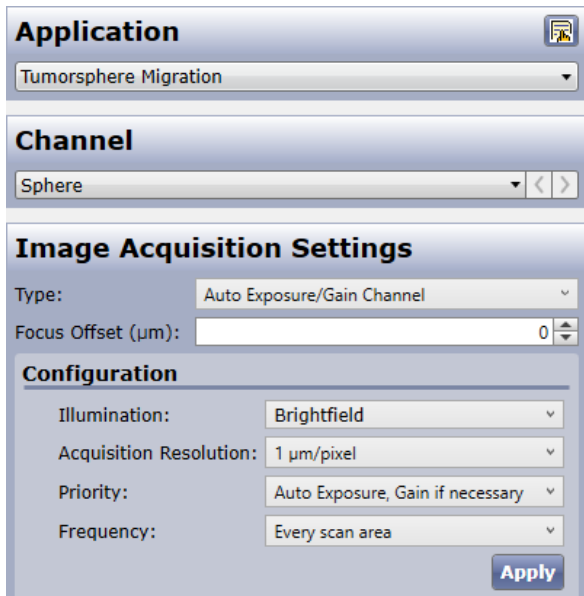 Application
Tumorsphere Migration
Channel
Sphere
Image Acquisition Settings
Type: Auto Exposure/Gain Channel
Focus Offset (µm): 0
Configuration
Illumination: Brightfield
Acquisition Resolution: 1 µm/pixel
Priority: Auto Exposure, Gain if necessary
Frequency: Every scan area
Apply